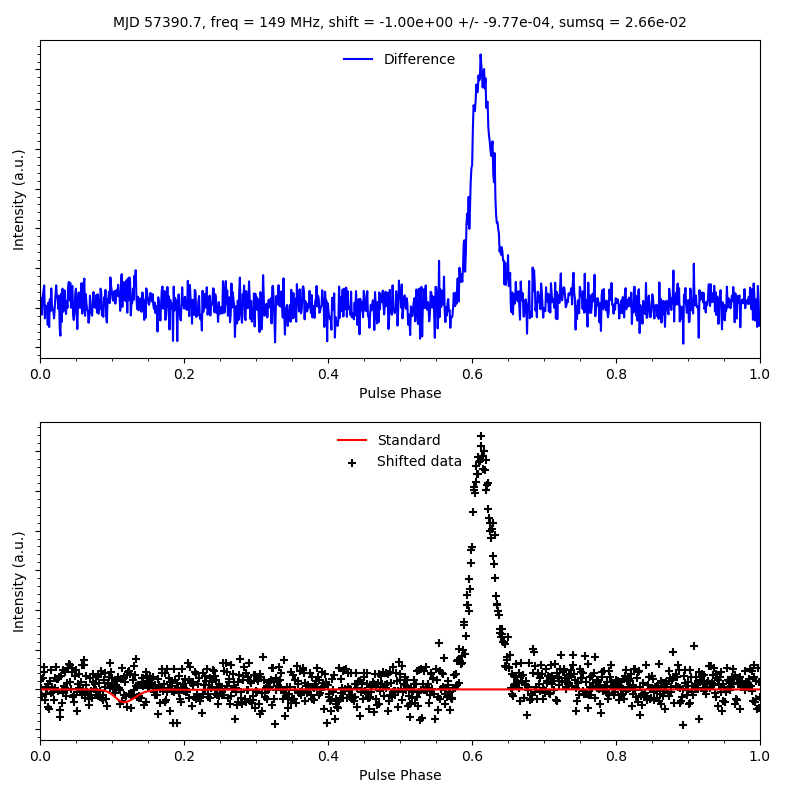 MJD 57390.7, freq = 149 MHz, shift = -1.00e+00 +/- -9.77e-04, sumsq = 2.66e-02
Difference
Intensity (a.u.)
0.0 0.2 0.4 0.6 0.8 1.0
Pulse Phase
Standard
Shifted data
Intensity (a.u.)
0.0 0.2 0.4 0.6 0.8 1.0
Pulse Phase